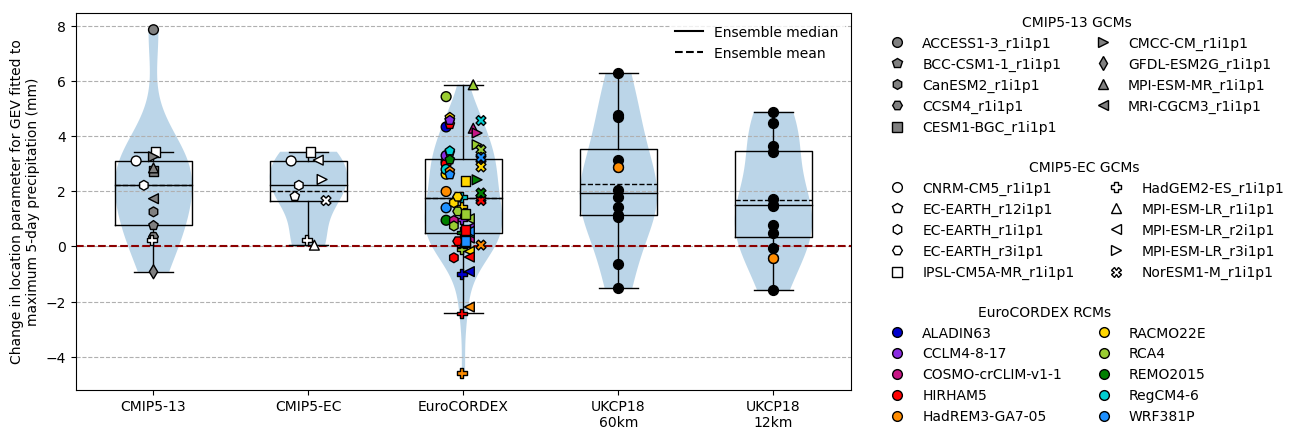 Change in location parameter for GEV fitted to
maximum 5-day precipitation (mm)
8
6
4
2
0
−2
−4
Ensemble median
Ensemble mean
CMIP5-13
CMIP5-EC
EuroCORDEX
UKCP18
60km
UKCP18
12km
CMIP5-13 GCMs
ACCESS1-3_r1i1p1
BCC-CSM1-1_r1i1p1
CanESM2_r1i1p1
CCSM4_r1i1p1
CESM1-BGC_r1i1p1
CMCC-CM_r1i1p1
GFDL-ESM2G_r1i1p1
MPI-ESM-MR_r1i1p1
MRI-CGCM3_r1i1p1
CMIP5-EC GCMs
CNRM-CM5_r1i1p1
EC-EARTH_r12i1p1
EC-EARTH_r1i1p1
EC-EARTH_r3i1p1
IPSL-CM5A-MR_r1i1p1
HadGEM2-ES_r1i1p1
MPI-ESM-LR_r1i1p1
MPI-ESM-LR_r2i1p1
MPI-ESM-LR_r3i1p1
NorESM1-M_r1i1p1
EuroCORDEX RCMs
ALADIN63
CCLM4-8-17
COSMO-crCLIM-v1-1
HIRHAM5
HadREM3-GA7-05
RACMO22E
RCA4
REMO2015
RegCM4-6
WRF381P